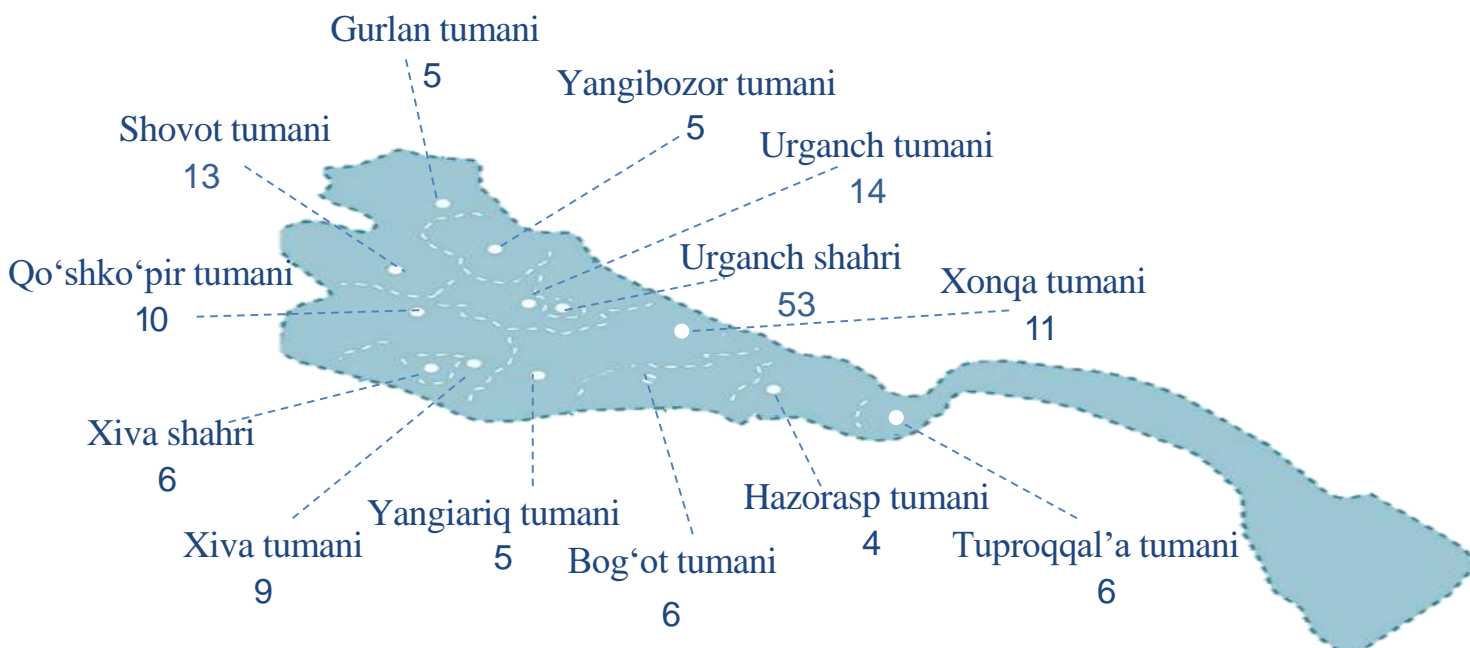 Gurlan tumani
5
Yangibozor tumani
5
Shovot tumani
13
Urganch tumani
14
Urganch shahri
53
Qo‘shko‘pir tumani
10
Xonqa tumani
11
Xiva shahri
6
Xiva tumani
9
Yangiariq tumani
5
Bog‘ot tumani
6
Hazorasp tumani
4
Tuproqqal’a tumani
6